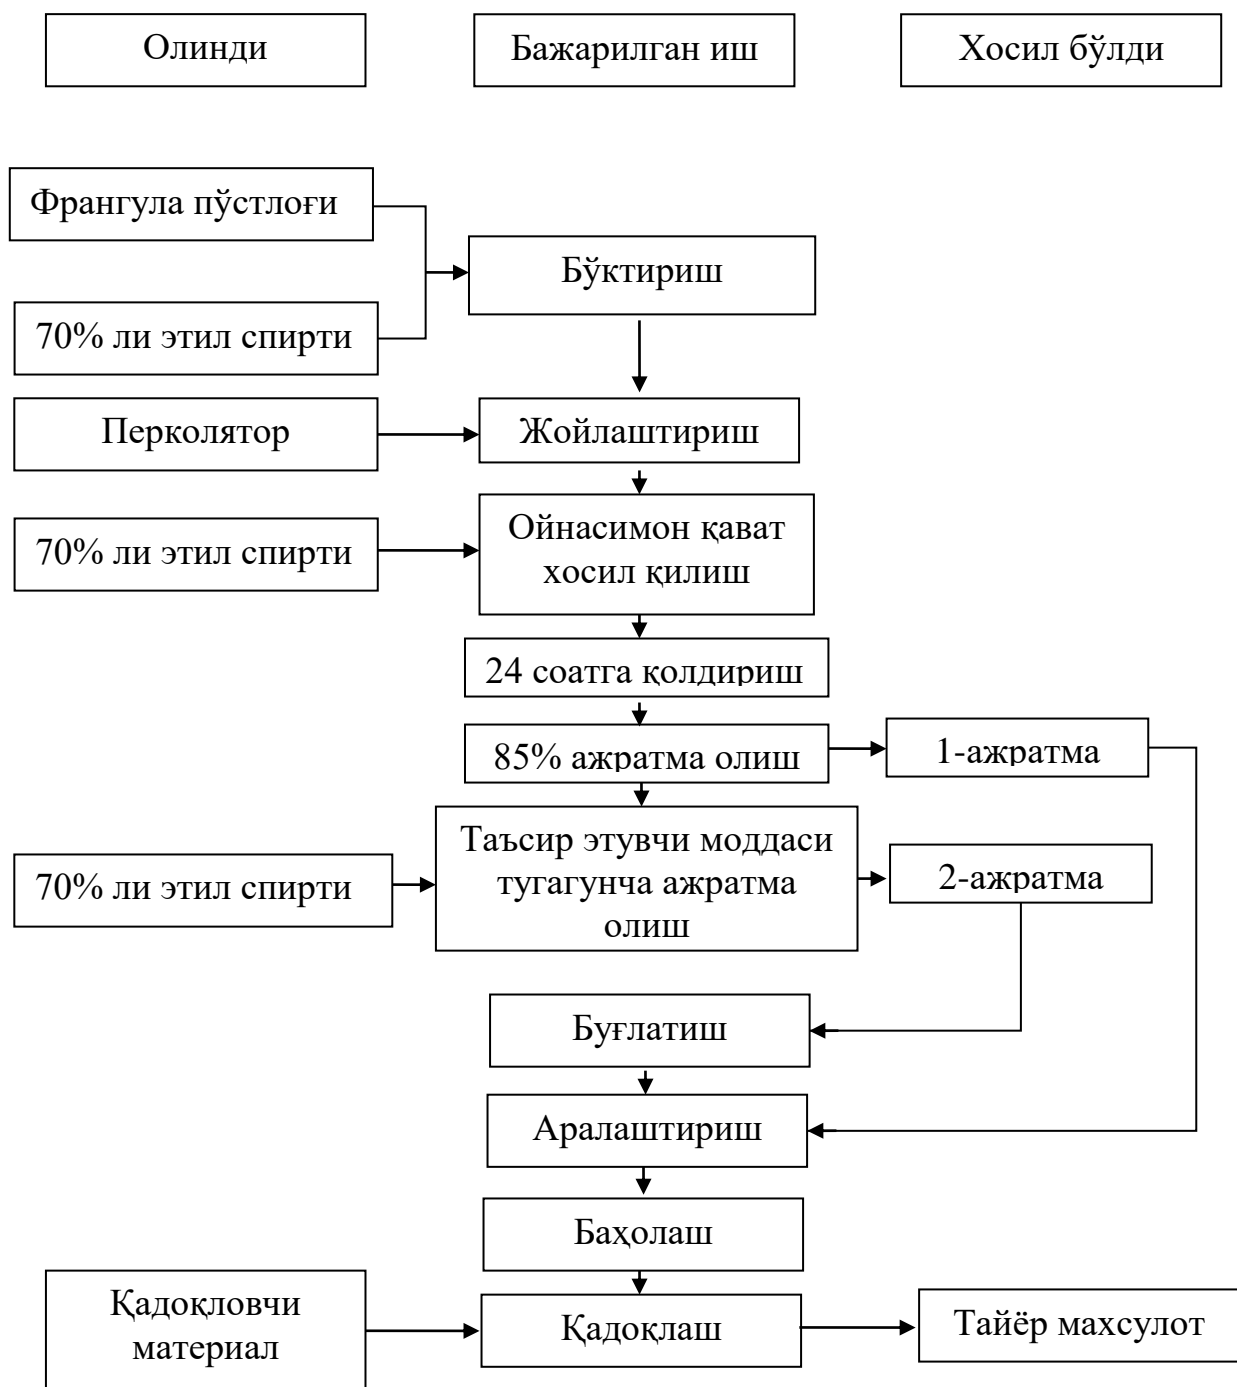 Олинди
Бажарилган иш
Хосил бўлди
Франгула пўстлоғи
Бўктириш
70% ли этил спирти
Перколятор
Жойлаштириш
70% ли этил спирти
Ойнасимон қават
хосил қилиш
24 соатга қолдириш
85% ажратма олиш
1-ажратма
70% ли этил спирти
Таъсир этувчи моддаси
тугагунча ажратма
олиш
2-ажратма
Буғлатиш
Аралаштириш
Баҳолаш
Қадоқловчи
материал
Қадоқлаш
Тайёр махсулот